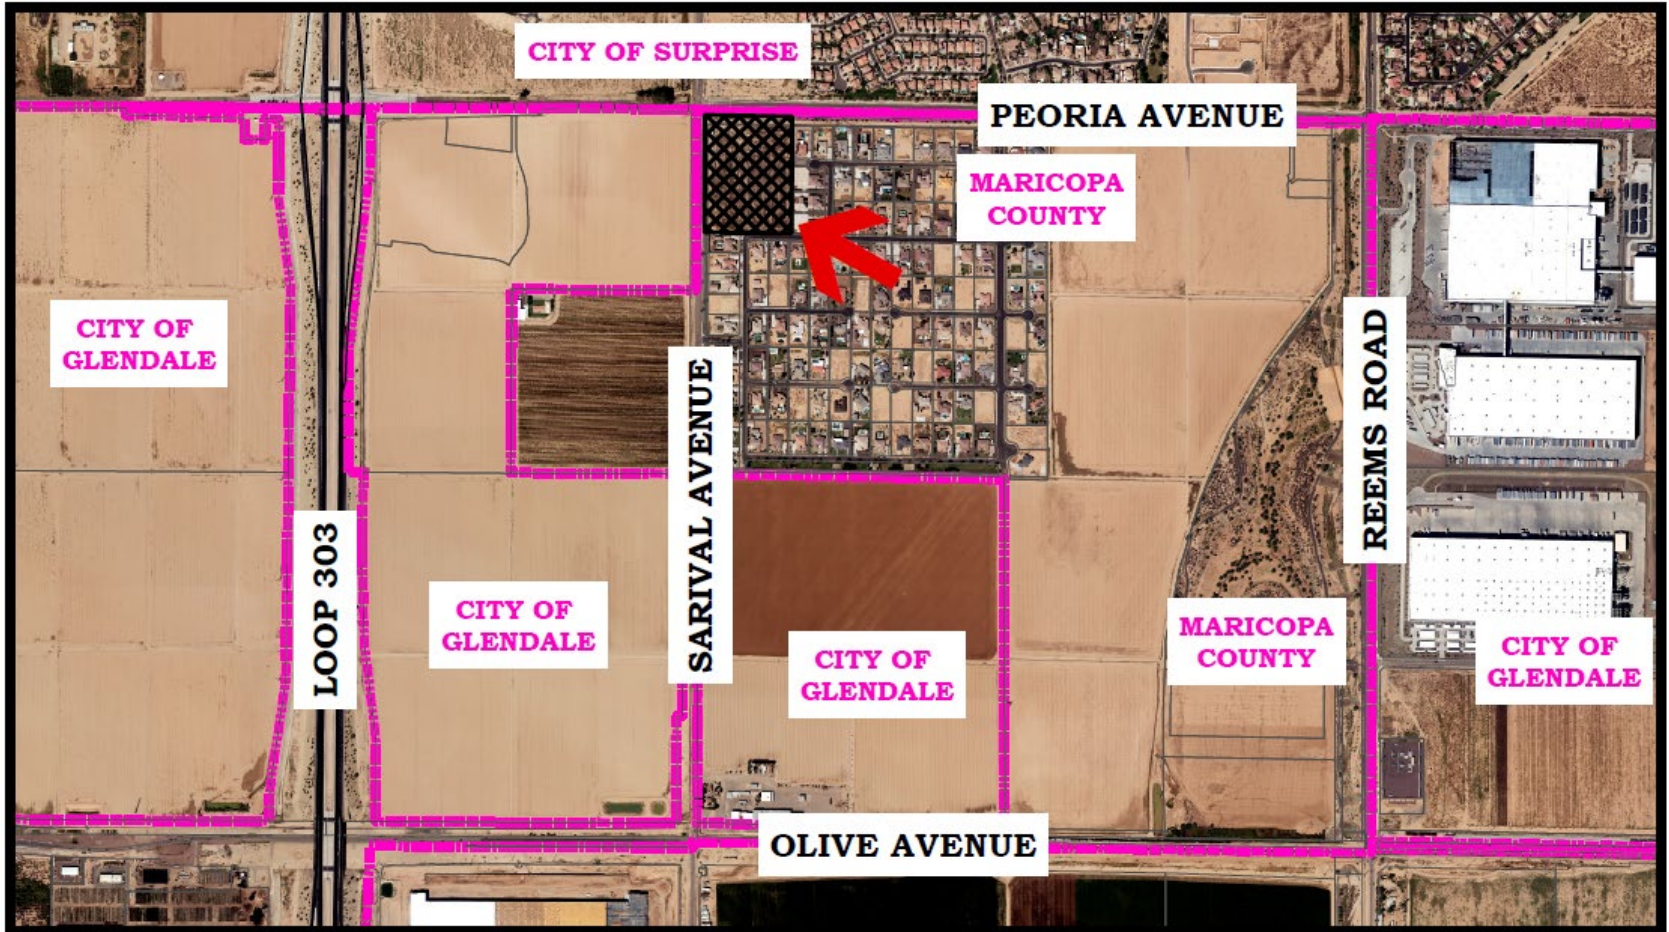 CITY OF SURPRISE
PEORIA AVENUE
MARICOPA
COUNTY
CITY OF
GLENDALE
SARIVAL AVENUE
REEMS ROAD
LOOP 303
CITY OF
GLENDALE
CITY OF
GLENDALE
MARICOPA
COUNTY
CITY OF
GLENDALE
OLIVE AVENUE